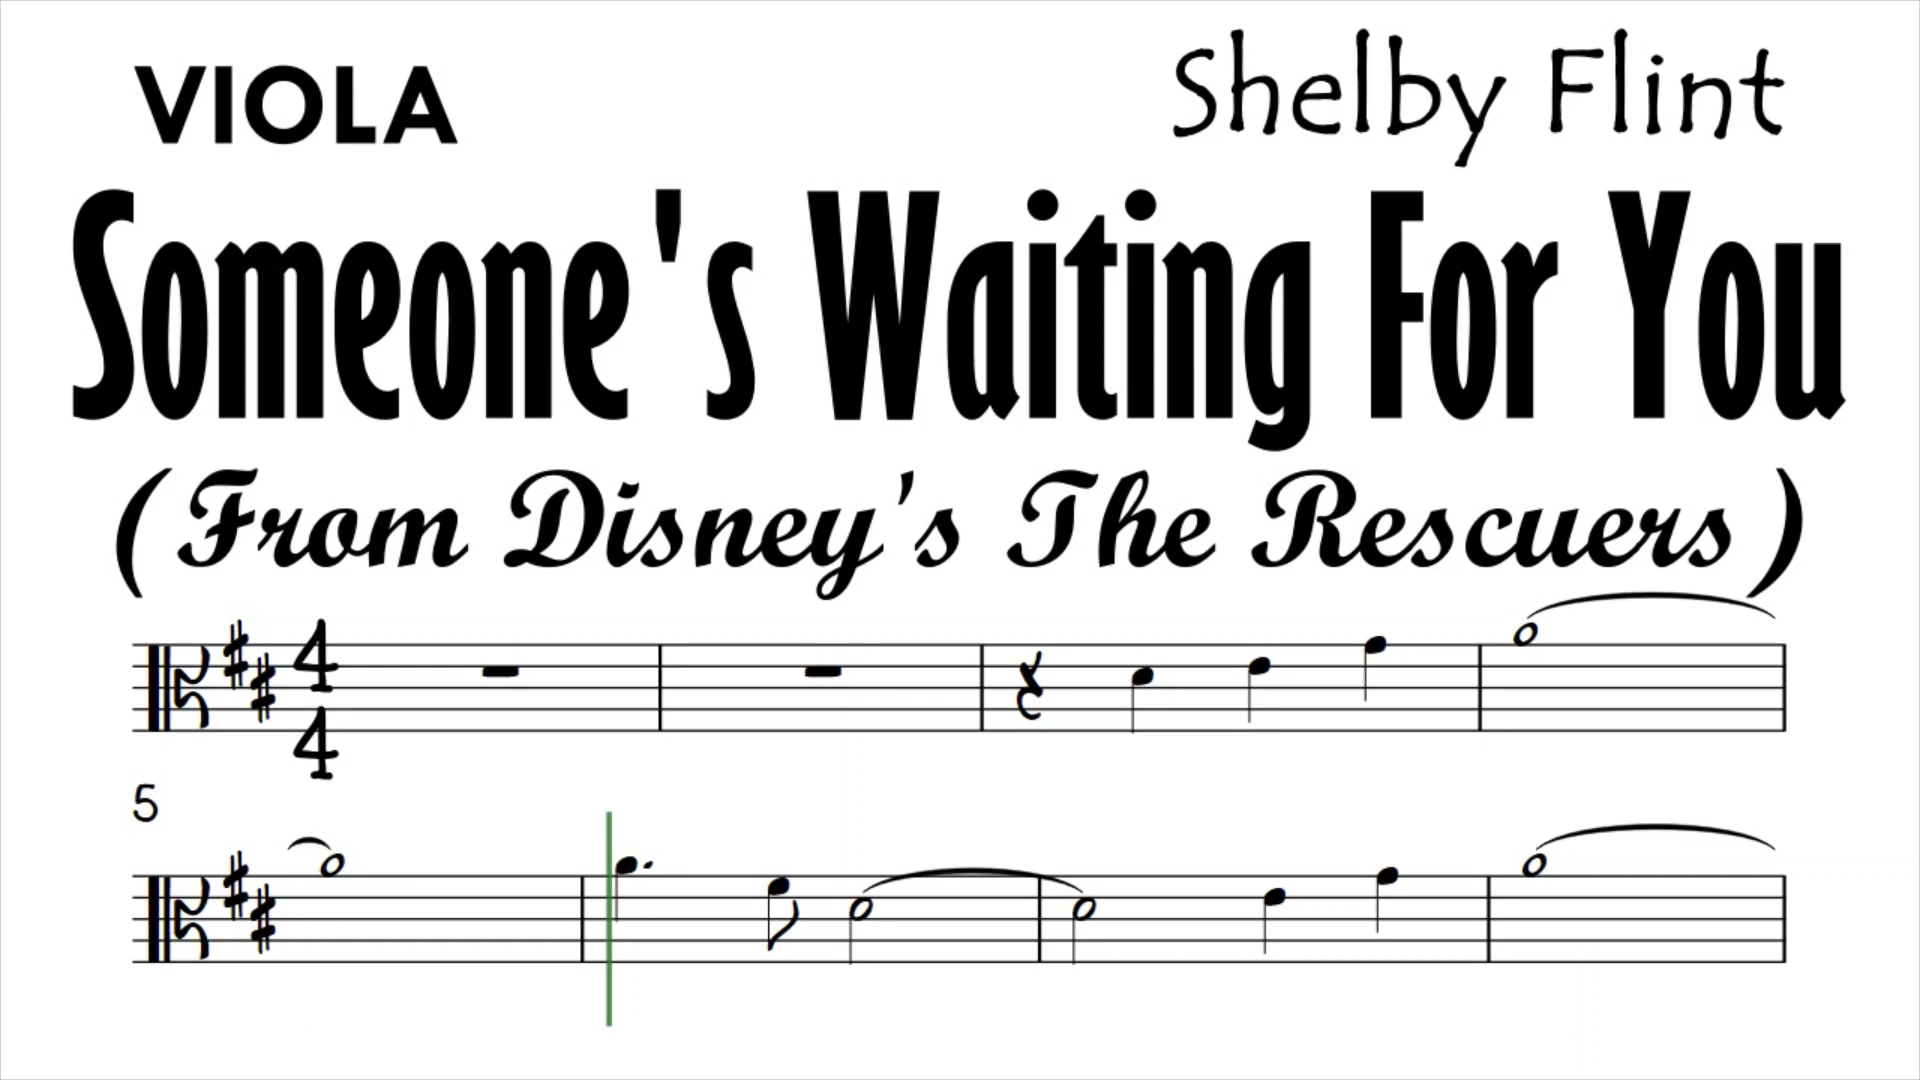 VIOLA
Shelby Flint
Someone's Waiting For You
(From Disney's The Rescuers)
4
4
5